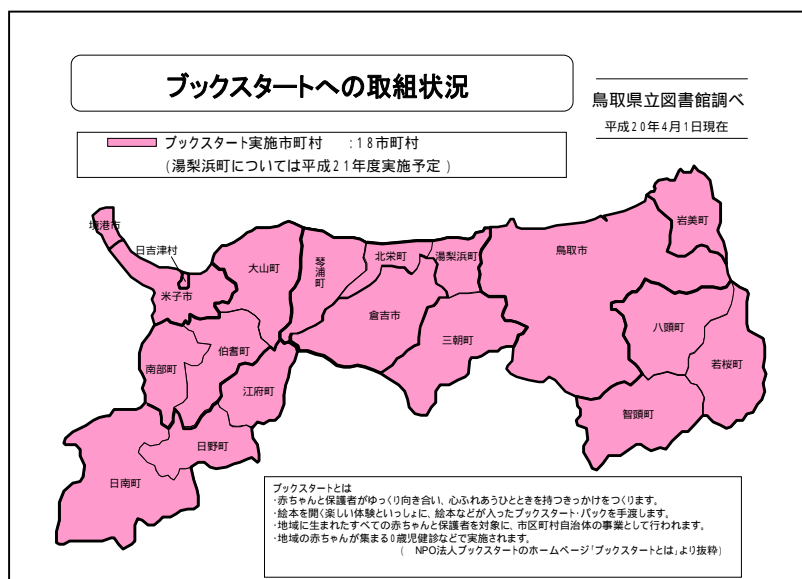 ブックスタートへの取組状況
鳥取県立図書館調べ
平成20年4月1日現在
ブックスタート実施市町村 :18市町村
(湯梨浜町については平成21年度実施予定 )
境港市
日吉津村
米子市
大山町
琴浦町
北栄町
湯梨浜町
鳥取市
岩美町
倉吉市
三朝町
八頭町
若桜町
智頭町
南部町
伯耆町
江府町
日野町
日南町
ブックスタートとは
・赤ちゃんと保護者がゆっくり向き合い、心ふれあうひとときを持つきっかけをつくります。
・絵本を開く楽しい体験といっしょに、絵本などが入ったブックスタート・パックを手渡します。
・地域に生まれたすべての赤ちゃんと保護者を対象に、市区町村自治体の事業として行われます。
・地域の赤ちゃんが集まる0歳児健診などで実施されます。
( NPO法人ブックスタートのホームページ「ブックスタートとは」より抜粋)